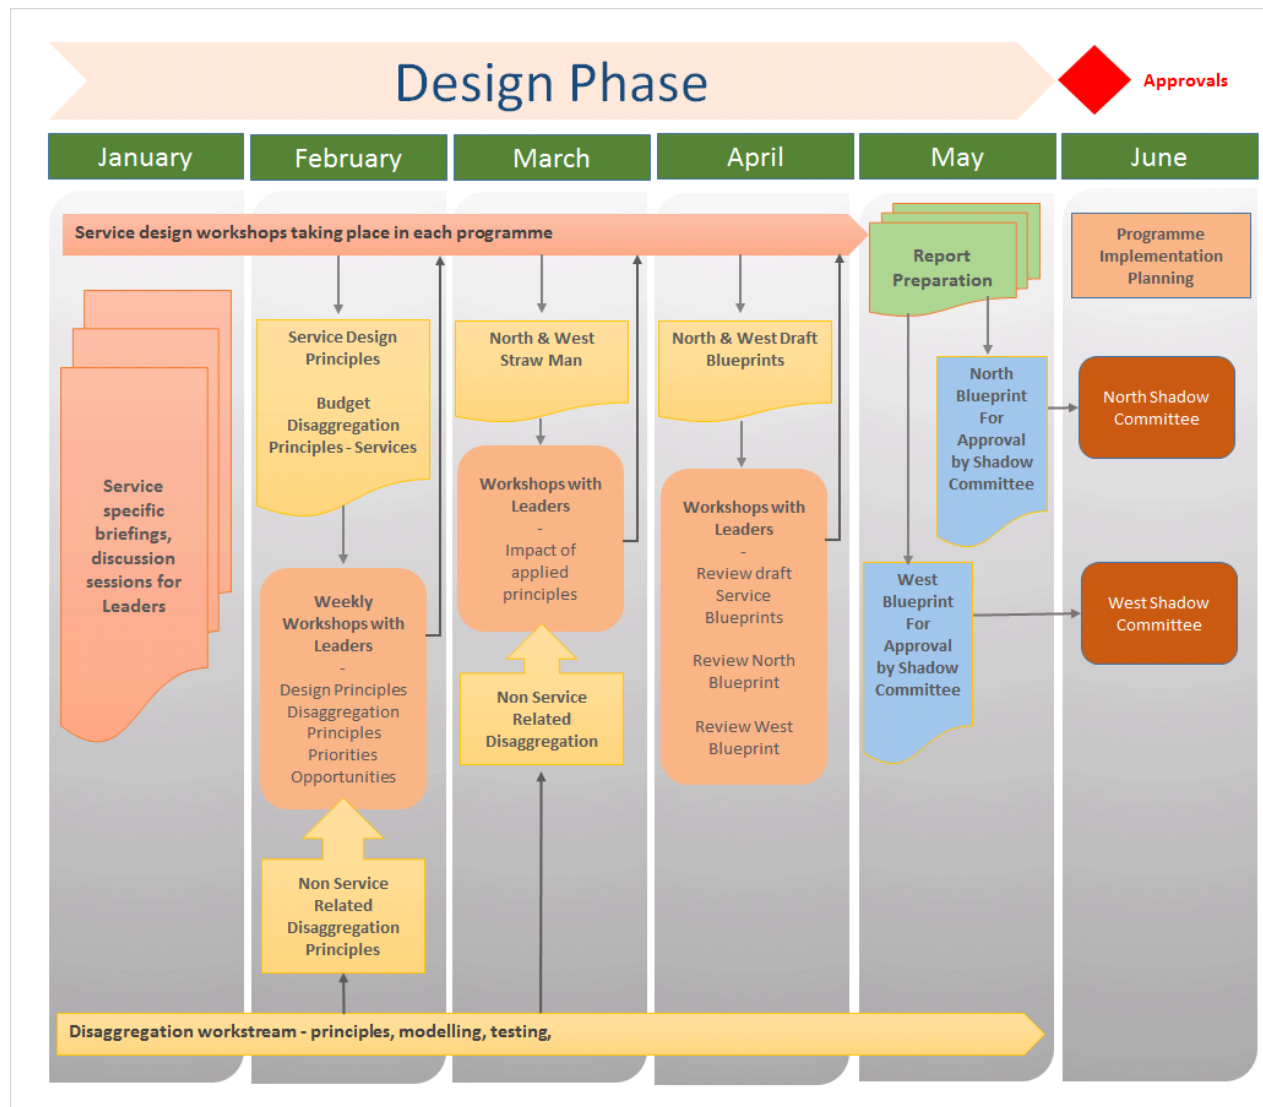 Design Phase
Approvals
January
February
March
April
May
June
Service design workshops taking place in each programme
Service
specific
briefings,
discussion
sessions for
Leaders
Service Design
Principles
Budget
Disaggregation
Principles - Services
Weekly
Workshops with
Leaders
-
Design Principles
Disaggregation
Principles
Priorities
Opportunities
Non Service
Related
Disaggregation
Principles
North & West
Straw Man
Workshops with
Leaders
-
Impact of
applied
principles
Non Service
Related
Disaggregation
North & West Draft
Blueprints
Workshops with
Leaders
-
Review draft
Service
Blueprints
Review North
Blueprint
Review West
Blueprint
Report
Preparation
North
Blueprint
For
Approval
by Shadow
Committee
West
Blueprint
For
Approval
by Shadow
Committee
Programme
Implementation
Planning
North Shadow
Committee
West Shadow
Committee
Disaggregation workstream - principles, modelling, testing,